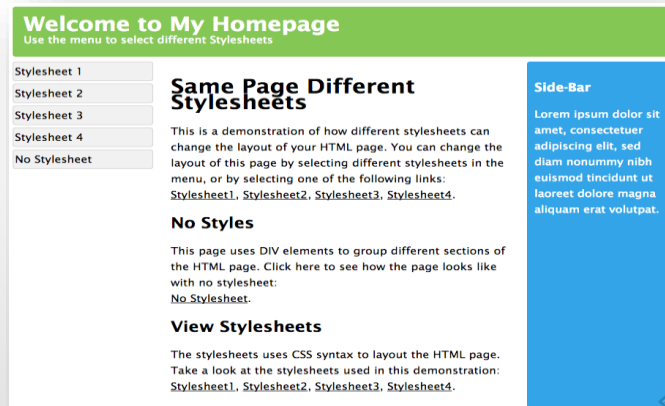 Welcome to My Homepage
Use the menu to select different Stylesheets
Stylesheet 1
Stylesheet 2
Stylesheet 3
Stylesheet 4
No Stylesheet
Same Page Different
Stylesheets
This is a demonstration of how different stylesheets can
change the layout of your HTML page. You can change the
layout of this page by selecting different stylesheets in the
menu, or by selecting one of the following links:
Stylesheet1, Stylesheet2, Stylesheet3, Stylesheet4.
No Styles
This page uses DIV elements to group different sections of
the HTML page. Click here to see how the page looks like
with no stylesheet:
No Stylesheet.
View Stylesheets
The stylesheets uses CSS syntax to layout the HTML page.
Take a look at the stylesheets used in this demonstration:
Stylesheet1, Stylesheet2, Stylesheet3, Stylesheet4.
Side-Bar
Lorem ipsum dolor sit
amet, consectetuer
adipiscing elit, sed
diam nonummy nibh
euismod tincidunt ut
laoreet dolore magna
aliquam erat volutpat.